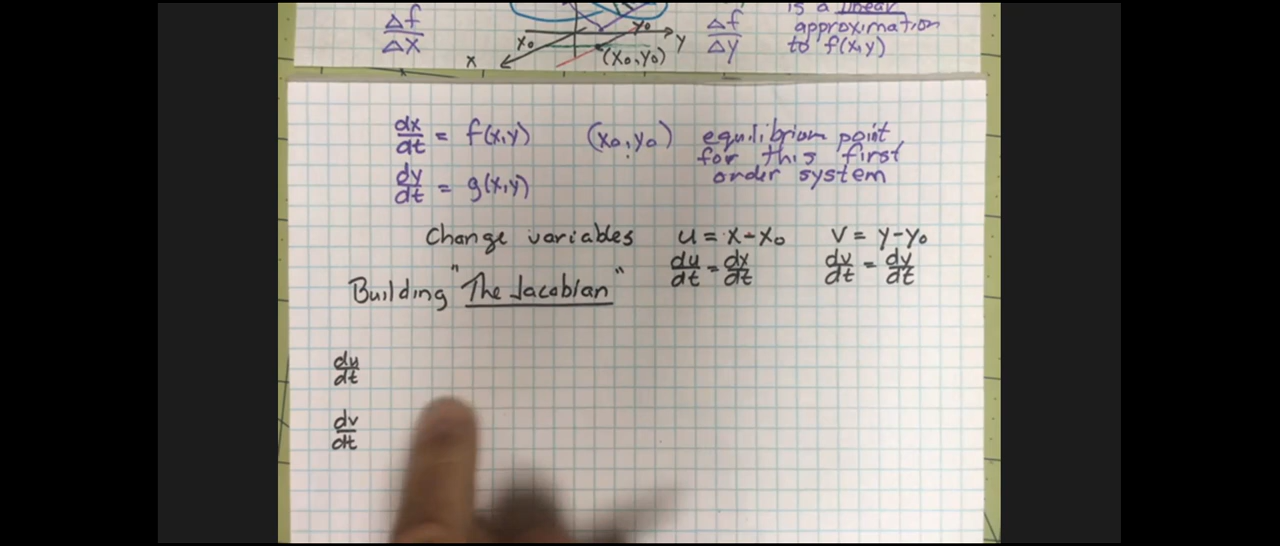 Δf/Δx
x₀
x
y₀
y
(x₀,y₀)
Δf/Δy
is a linear
approximation
to f(x,y)
dx/dt = f(x,y) (x₀,y₀) equilibrium point
for this first
dy/dt = g(x,y) order system
Change variables u = x-x₀ v = y-y₀
du/dt = dx/dt dv/dt = dy/dt
Building "The Jacobian"
du/dt
dv/dt